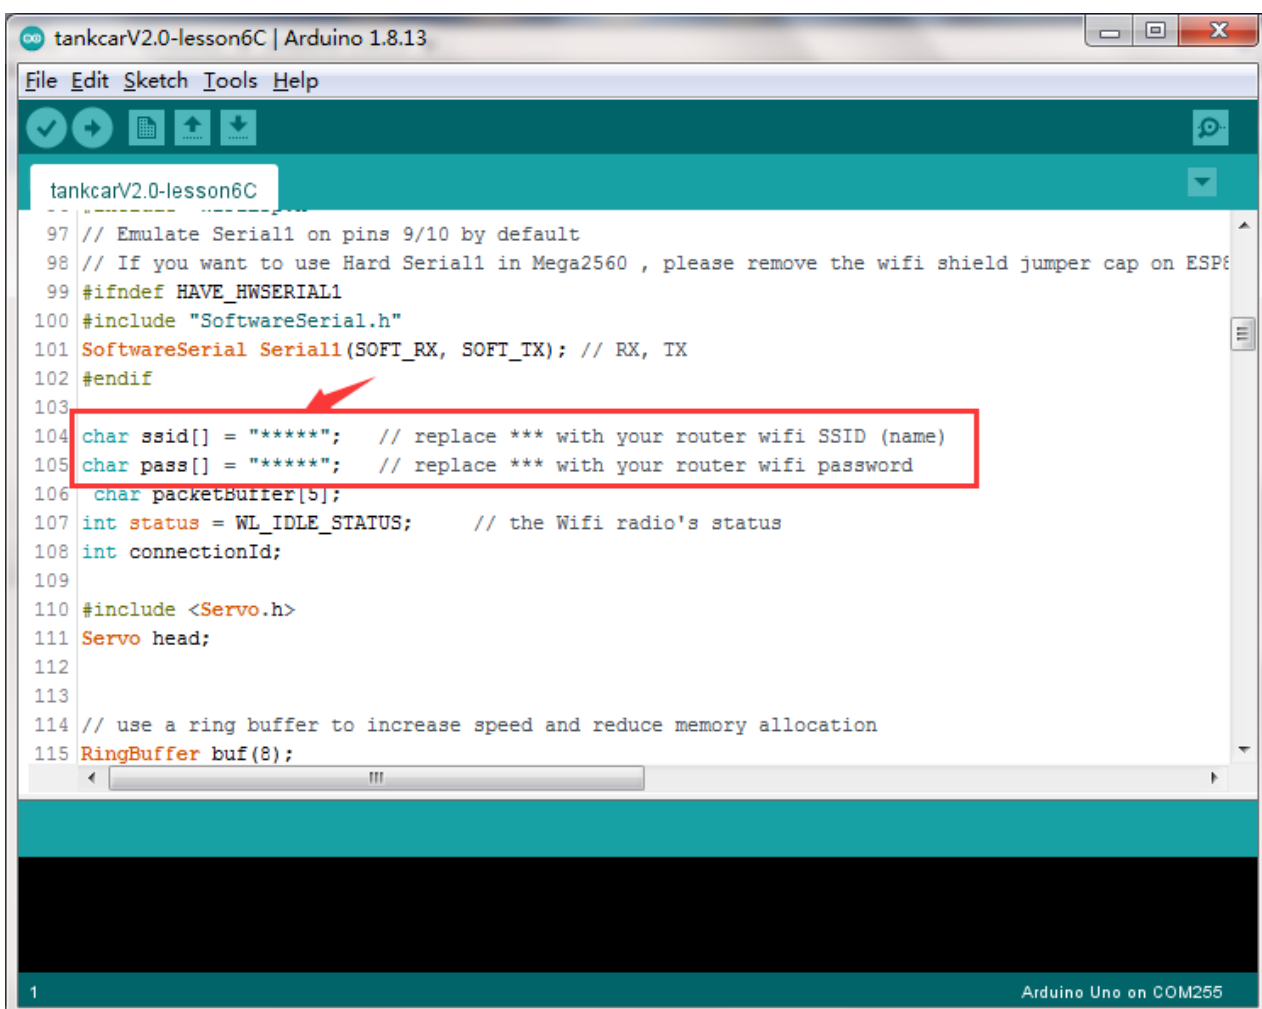 tankcarV2.0-lesson6C | Arduino 1.8.13
File Edit Sketch Tools Help
tankcarV2.0-lesson6C
97 // Emulate Serial1 on pins 9/10 by default
98 // If you want to use Hard Serial1 in Mega2560 , please remove the wifi shield jumper cap on ESP8
99 #ifndef HAVE_HWSERIAL1
100 #include "SoftwareSerial.h"
101 SoftwareSerial Serial1(SOFT_RX, SOFT_TX); // RX, TX
102 #endif
103
104 char ssid[] = "*****";   // replace *** with your router wifi SSID (name)
105 char pass[] = "*****";   // replace *** with your router wifi password
106  char packetBuffer[5];
107 int status = WL_IDLE_STATUS;     // the Wifi radio's status
108 int connectionId;
109
110 #include <Servo.h>
111 Servo head;
112
113
114 // use a ring buffer to increase speed and reduce memory allocation
115 RingBuffer buf(8);
1
Arduino Uno on COM255